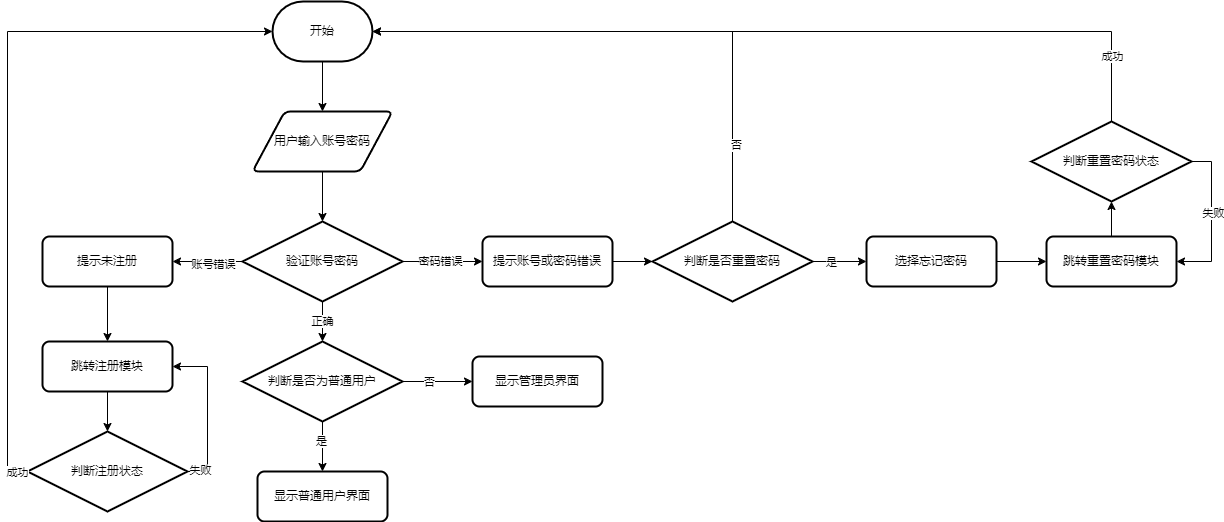 开始
成功
用户输入账号密码
否
判断重置密码状态
失败
提示未注册
账号错误
验证账号密码
密码错误
提示账号或密码错误
判断是否重置密码
是
选择忘记密码
跳转重置密码模块
正确
跳转注册模块
判断是否为普通用户
否
显示管理员界面
是
成功
判断注册状态
失败
显示普通用户界面